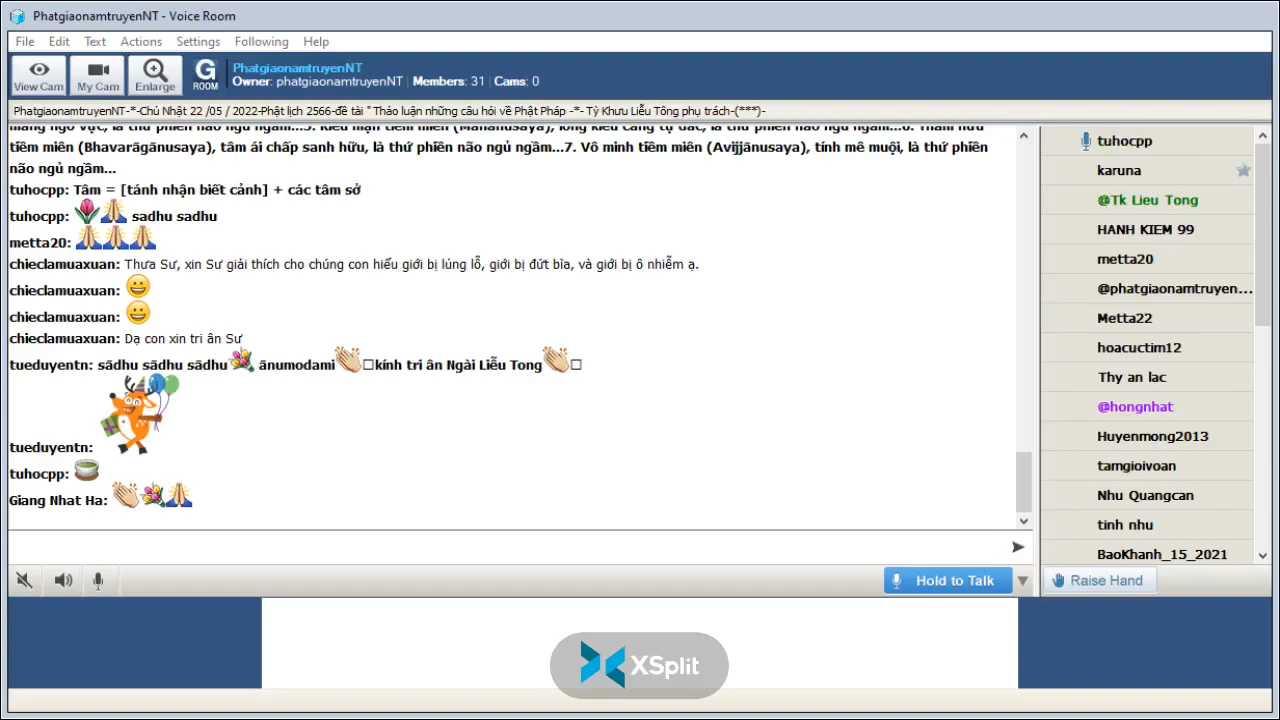 PhatgiaonamtruyenNT - Voice Room
File Edit Text Actions Settings Following Help
View Cam My Cam Enlarge G ROOM
PhatgiaonamtruyenNT
Owner: phatgiaonamtruyenNT | Members: 31 | Cams: 0
PhatgiaonamtruyenNT-*-Chủ Nhật 22 /05 / 2022-Phật lịch 2566-đề tài " Thảo luận những câu hỏi về Phật Pháp -*- Tỳ Khưu Liễu Tông phụ trách-{***}-
tiềm miên (Bhavarāgānusaya), tâm ái chấp sanh hữu, là thứ phiền não ngủ ngầm...7. Vô minh tiềm miên (Avijjānusaya), tính mê muội, là thứ phiền
não ngủ ngầm...
tuhocpp: Tâm = [tánh nhận biết cảnh] + các tâm sở
tuhocpp: 🌷🙏 sadhu sadhu
metta20: 🙏🙏🙏
chieclamuaxuan: Thưa Sư, xin Sư giải thích cho chúng con hiểu giới bị lủng lỗ, giới bị đứt bìa, và giới bị ô nhiễm ạ.
chieclamuaxuan: 😀
chieclamuaxuan: 😀
chieclamuaxuan: Dạ con xin tri ân Sư
tueduyentn: sādhu sādhu sādhu💐 ānumodami👏□kính tri ân Ngài Liễu Tong👏□
tueduyentn:
tuhocpp: 🍵
Giang Nhat Ha: 👏💐🙏
tuhocpp
karuna
@Tk Lieu Tong
HANH KIEM 99
metta20
@phatgiaonamtruyen...
Metta22
hoacuctim12
Thy an lac
@hongnhat
Huyenmong2013
tamgioivoan
Nhu Quangcan
tinh nhu
BaoKhanh_15_2021
Hold to Talk
Raise Hand
XSplit